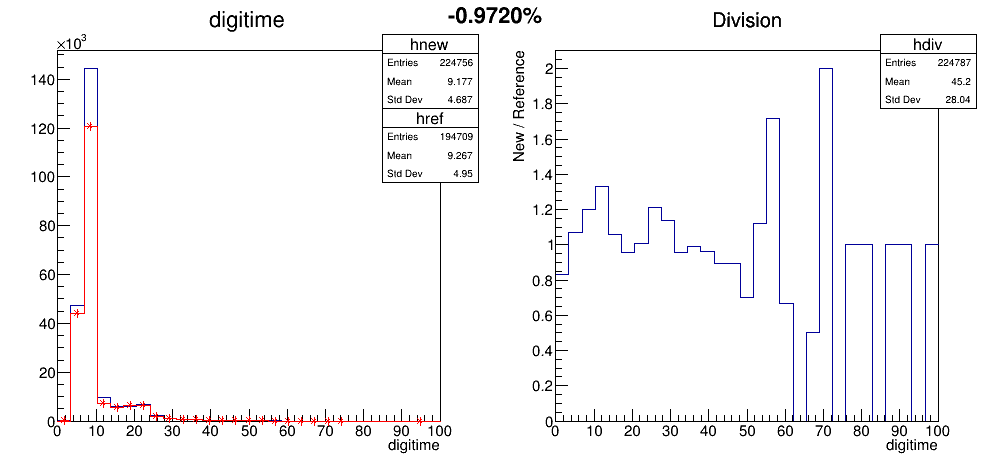 -0.9720%
digitime
×10³
hnew
Entries 224756
Mean 9.177
Std Dev 4.687
href
Entries 194709
Mean 9.267
Std Dev 4.95
140
120
100
80
60
40
20
0
0 10 20 30 40 50 60 70 80 90 100
digitime
Division
hdiv
Entries 224787
Mean 45.2
Std Dev 28.04
New / Reference
2
1.8
1.6
1.4
1.2
1
0.8
0.6
0.4
0.2
0
0 10 20 30 40 50 60 70 80 90 100
digitime